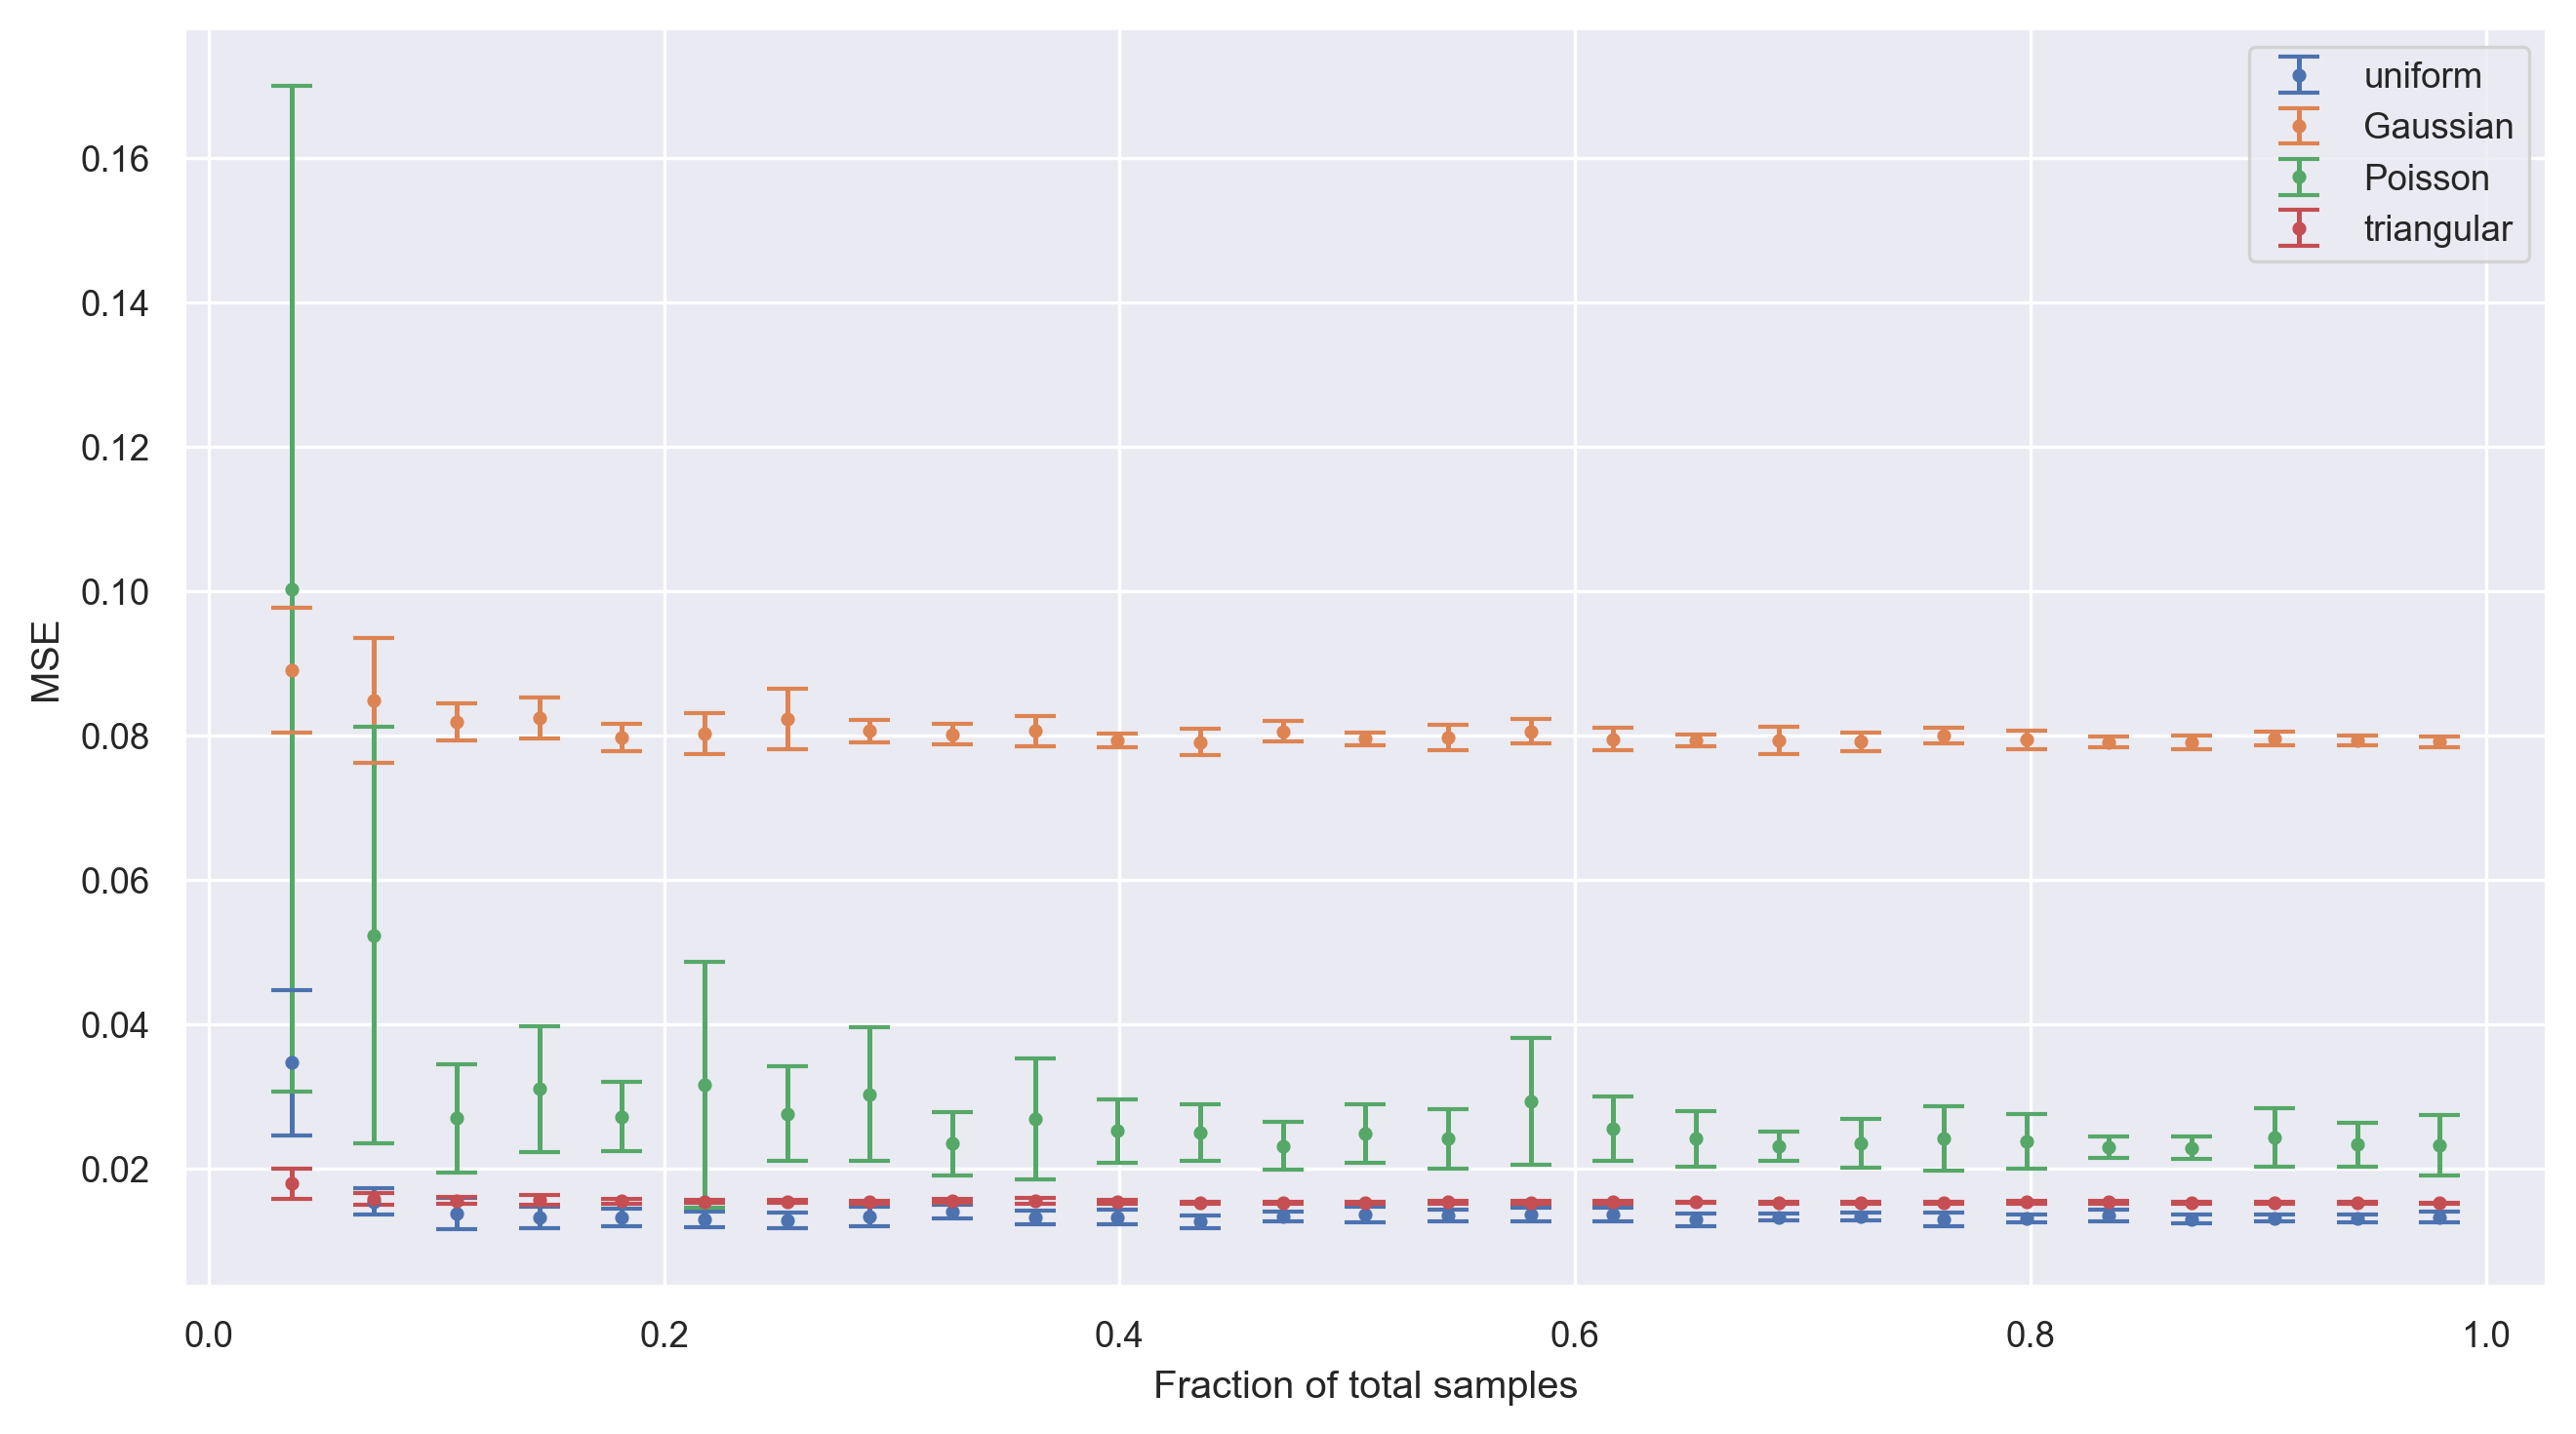 uniform
Gaussian
Poisson
triangular
MSE
0.16
0.14
0.12
0.10
0.08
0.06
0.04
0.02
0.0 0.2 0.4 0.6 0.8 1.0
Fraction of total samples